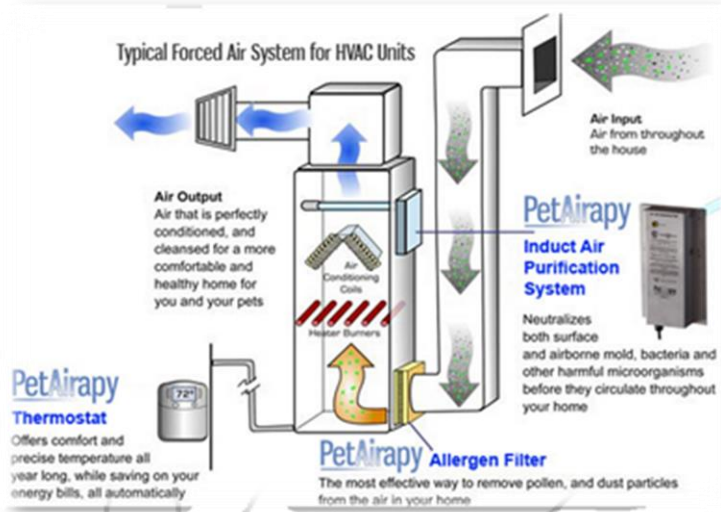 Typical Forced Air System for HVAC Units
Air Input
Air from throughout
the house
Air Output
Air that is perfectly
conditioned, and
cleansed for a more
comfortable and
healthy home for
you and your pets
PetAirapy
Induct Air
Purification
System
Neutralizes
both surface
and airborne mold, bacteria and
other harmful microorganisms
before they circulate throughout
your home
Air
Conditioning
Coils
Heater Burners
72°
PetAirapy
Thermostat
Offers comfort and
precise temperature all
year long, while saving on your
energy bills, all automatically
PetAirapy Allergen Filter
The most effective way to remove pollen, and dust particles
from the air in your home